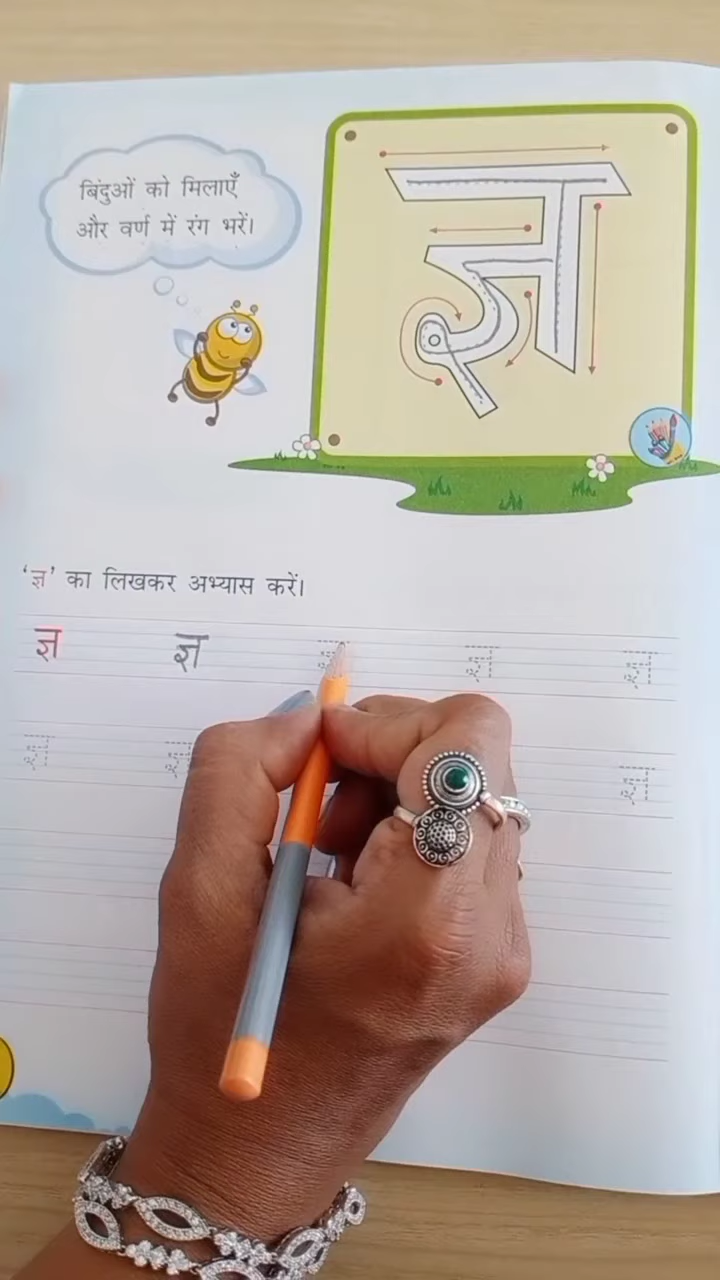 बिंदुओं को मिलाएँ
और वर्ण में रंग भरें।
ज्ञ
'ज्ञ' का लिखकर अभ्यास करें।
ज्ञ ज्ञ ज्ञ ज्ञ ज्ञ
ज्ञ ज्ञ ज्ञ